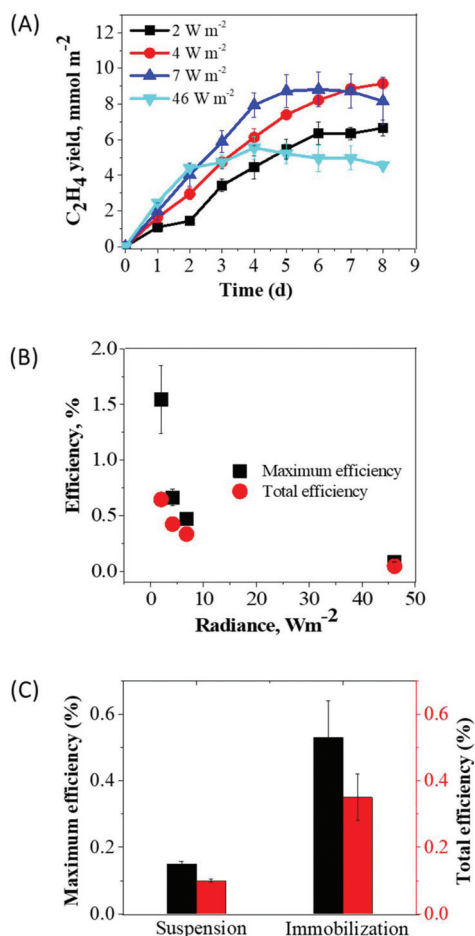 (A)
C₂H₄ yield, mmol m⁻²
12
10
8
6
4
2
0
2 W m⁻²
4 W m⁻²
7 W m⁻²
46 W m⁻²
0 1 2 3 4 5 6 7 8 9
Time (d)
(B)
Efficiency, %
2.0
1.5
1.0
0.5
0.0
Maximum efficiency
Total efficiency
0 10 20 30 40 50
Radiance, Wm⁻²
(C)
Maximum efficiency (%)
0.6
0.4
0.2
0.0
Total efficiency (%)
0.6
0.4
0.2
0.0
Suspension Immobilization